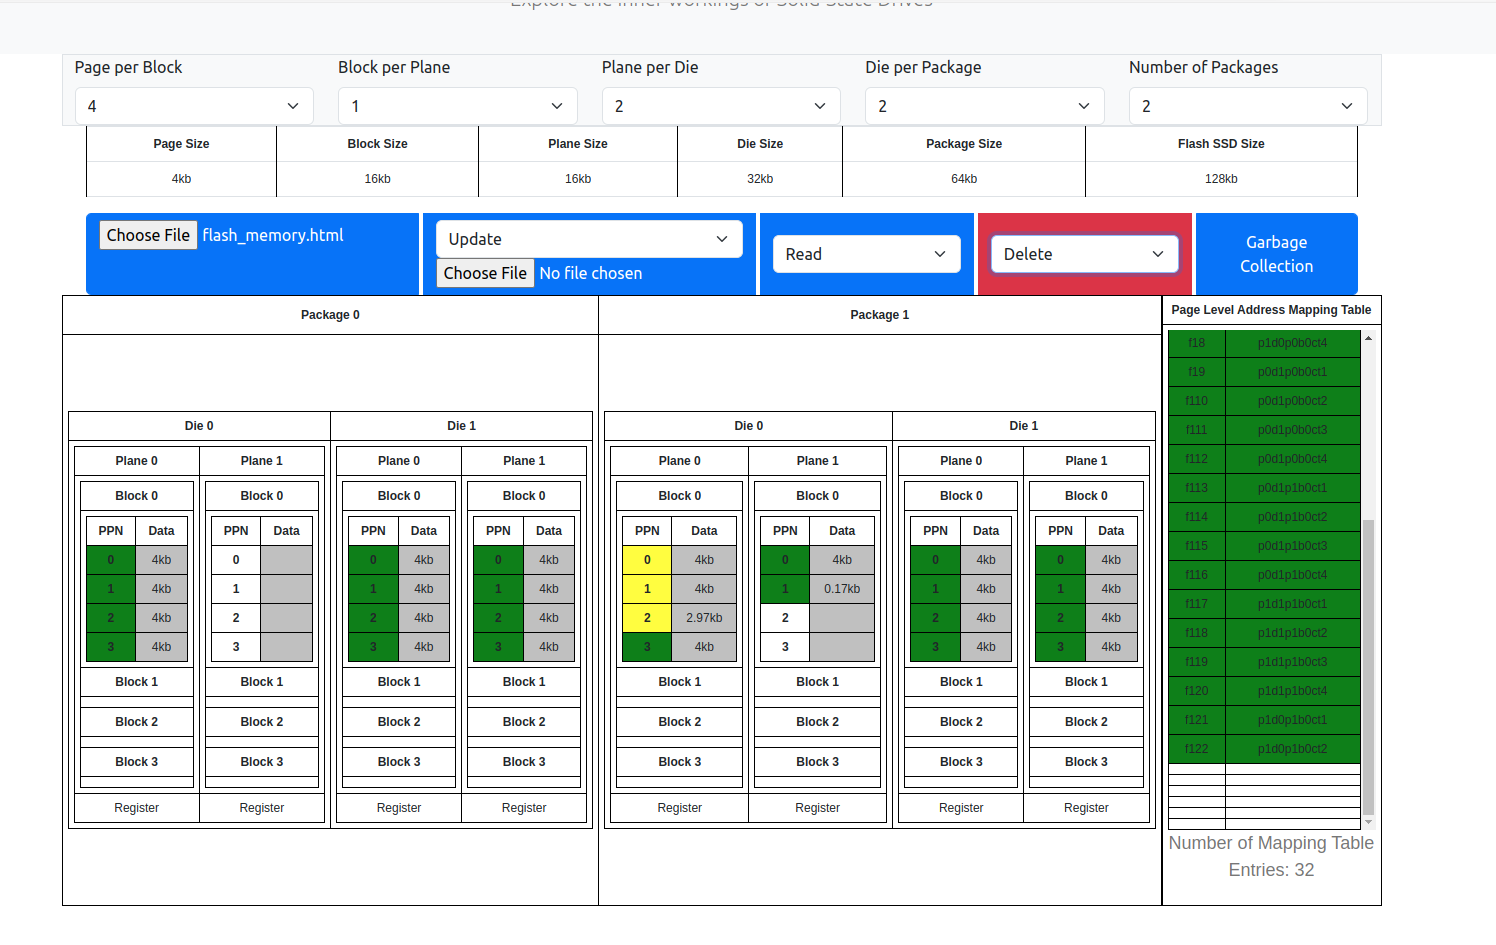 Explore the inner workings of Solid State Drives
Page per Block Block per Plane Plane per Die Die per Package Number of Packages
4 1 2 2 2
Page Size Block Size Plane Size Die Size Package Size Flash SSD Size
4kb 16kb 16kb 32kb 64kb 128kb
Choose File flash_memory.html
Update
Choose File No file chosen
Read
Delete
Garbage
Collection
Package 0 Package 1
Die 0 Die 1 Die 0 Die 1
Plane 0 Plane 1 Plane 0 Plane 1 Plane 0 Plane 1 Plane 0 Plane 1
Block 0 Block 0 Block 0 Block 0 Block 0 Block 0 Block 0 Block 0
PPN Data PPN Data PPN Data PPN Data PPN Data PPN Data PPN Data PPN Data
0 4kb 0 0 4kb 0 4kb 0 4kb 0 4kb 0 4kb 0 4kb
1 4kb 1 1 4kb 1 4kb 1 4kb 1 0.17kb 1 4kb 1 4kb
2 4kb 2 2 4kb 2 4kb 2 2.97kb 2 2 4kb 2 4kb
3 4kb 3 3 4kb 3 4kb 3 4kb 3 3 4kb 3 4kb
Block 1 Block 1 Block 1 Block 1 Block 1 Block 1 Block 1 Block 1
Block 2 Block 2 Block 2 Block 2 Block 2 Block 2 Block 2 Block 2
Block 3 Block 3 Block 3 Block 3 Block 3 Block 3 Block 3 Block 3
Register Register Register Register Register Register Register Register
Page Level Address Mapping Table
f18 p1d0p0b0ct4
f19 p0d1p0b0ct1
f110 p0d1p0b0ct2
f111 p0d1p0b0ct3
f112 p0d1p0b0ct4
f113 p0d1p1b0ct1
f114 p0d1p1b0ct2
f115 p0d1p1b0ct3
f116 p0d1p1b0ct4
f117 p1d1p1b0ct1
f118 p1d1p1b0ct2
f119 p1d1p1b0ct3
f120 p1d1p1b0ct4
f121 p1d0p1b0ct1
f122 p1d0p1b0ct2
Number of Mapping Table
Entries: 32